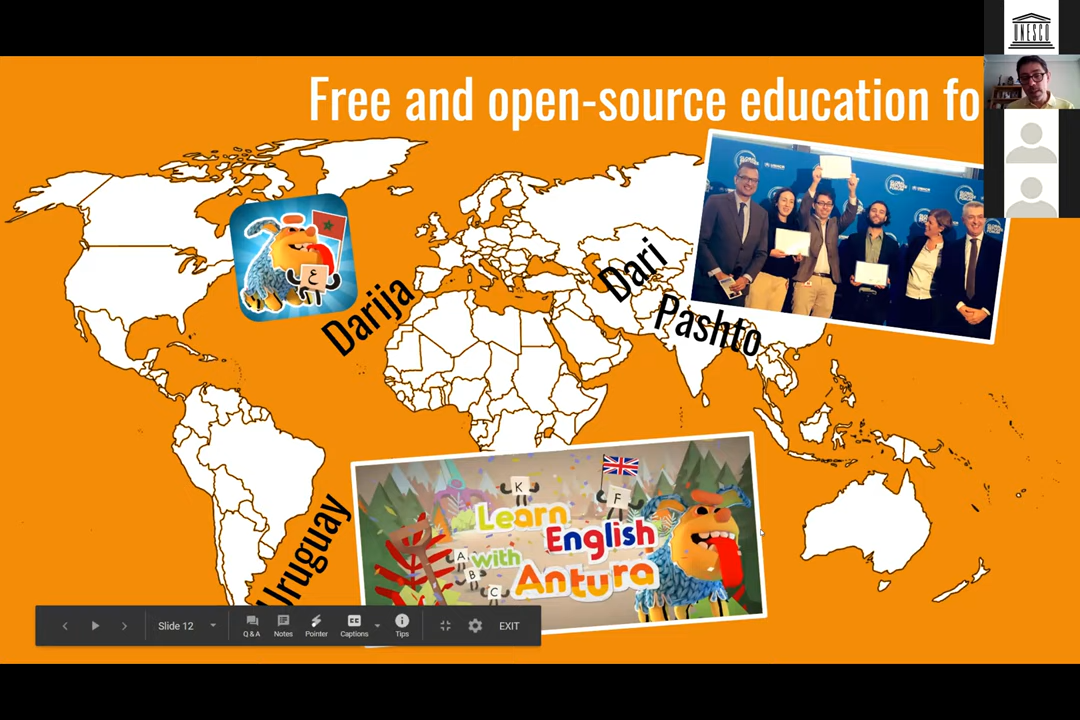 UNESCO
Free and open-source education fo
ع
Darija
Dari
Pashto
Uruguay
K
F
Learn
English
A
with
B
Antura
C
Slide 12
Q & A
Notes
Pointer
Captions
Tips
EXIT